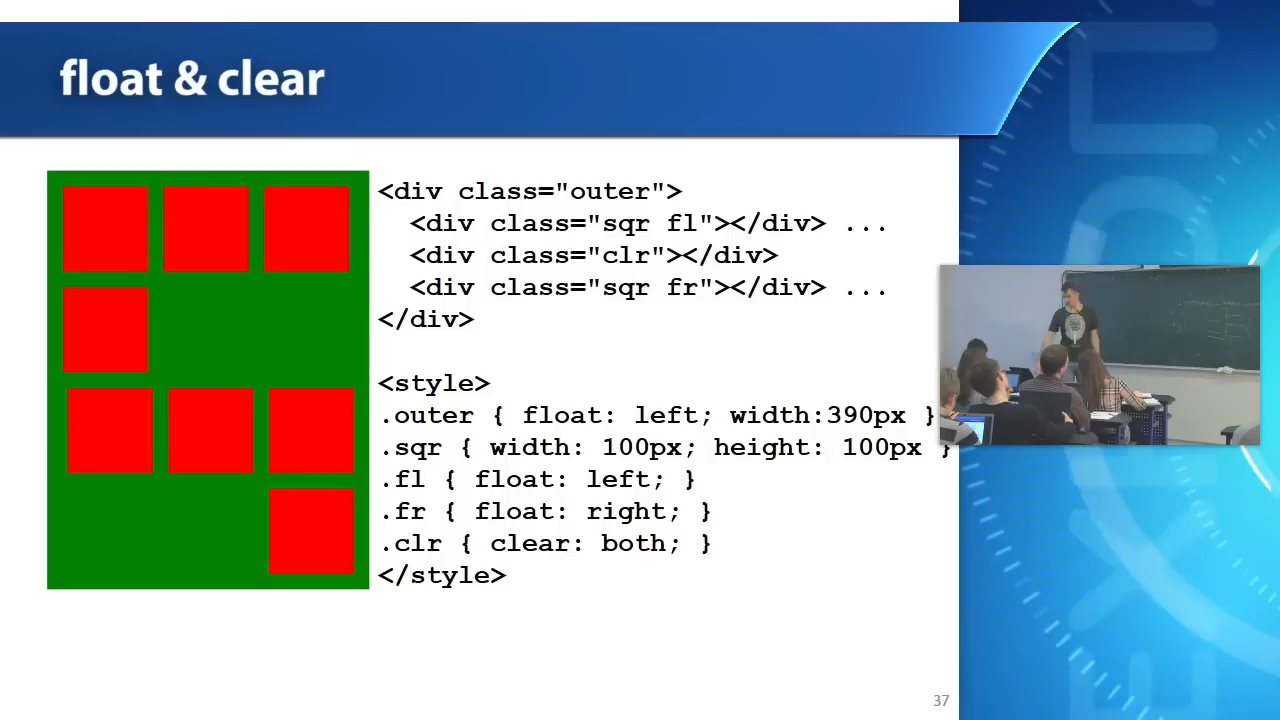 float & clear
<div class="outer">
<div class="sqr fl"></div> ...
<div class="clr"></div>
<div class="sqr fr"></div> ...
</div>
<style>
.outer { float: left; width:390px }
.sqr { width: 100px; height: 100px }
.fl { float: left; }
.fr { float: right; }
.clr { clear: both; }
</style>
37